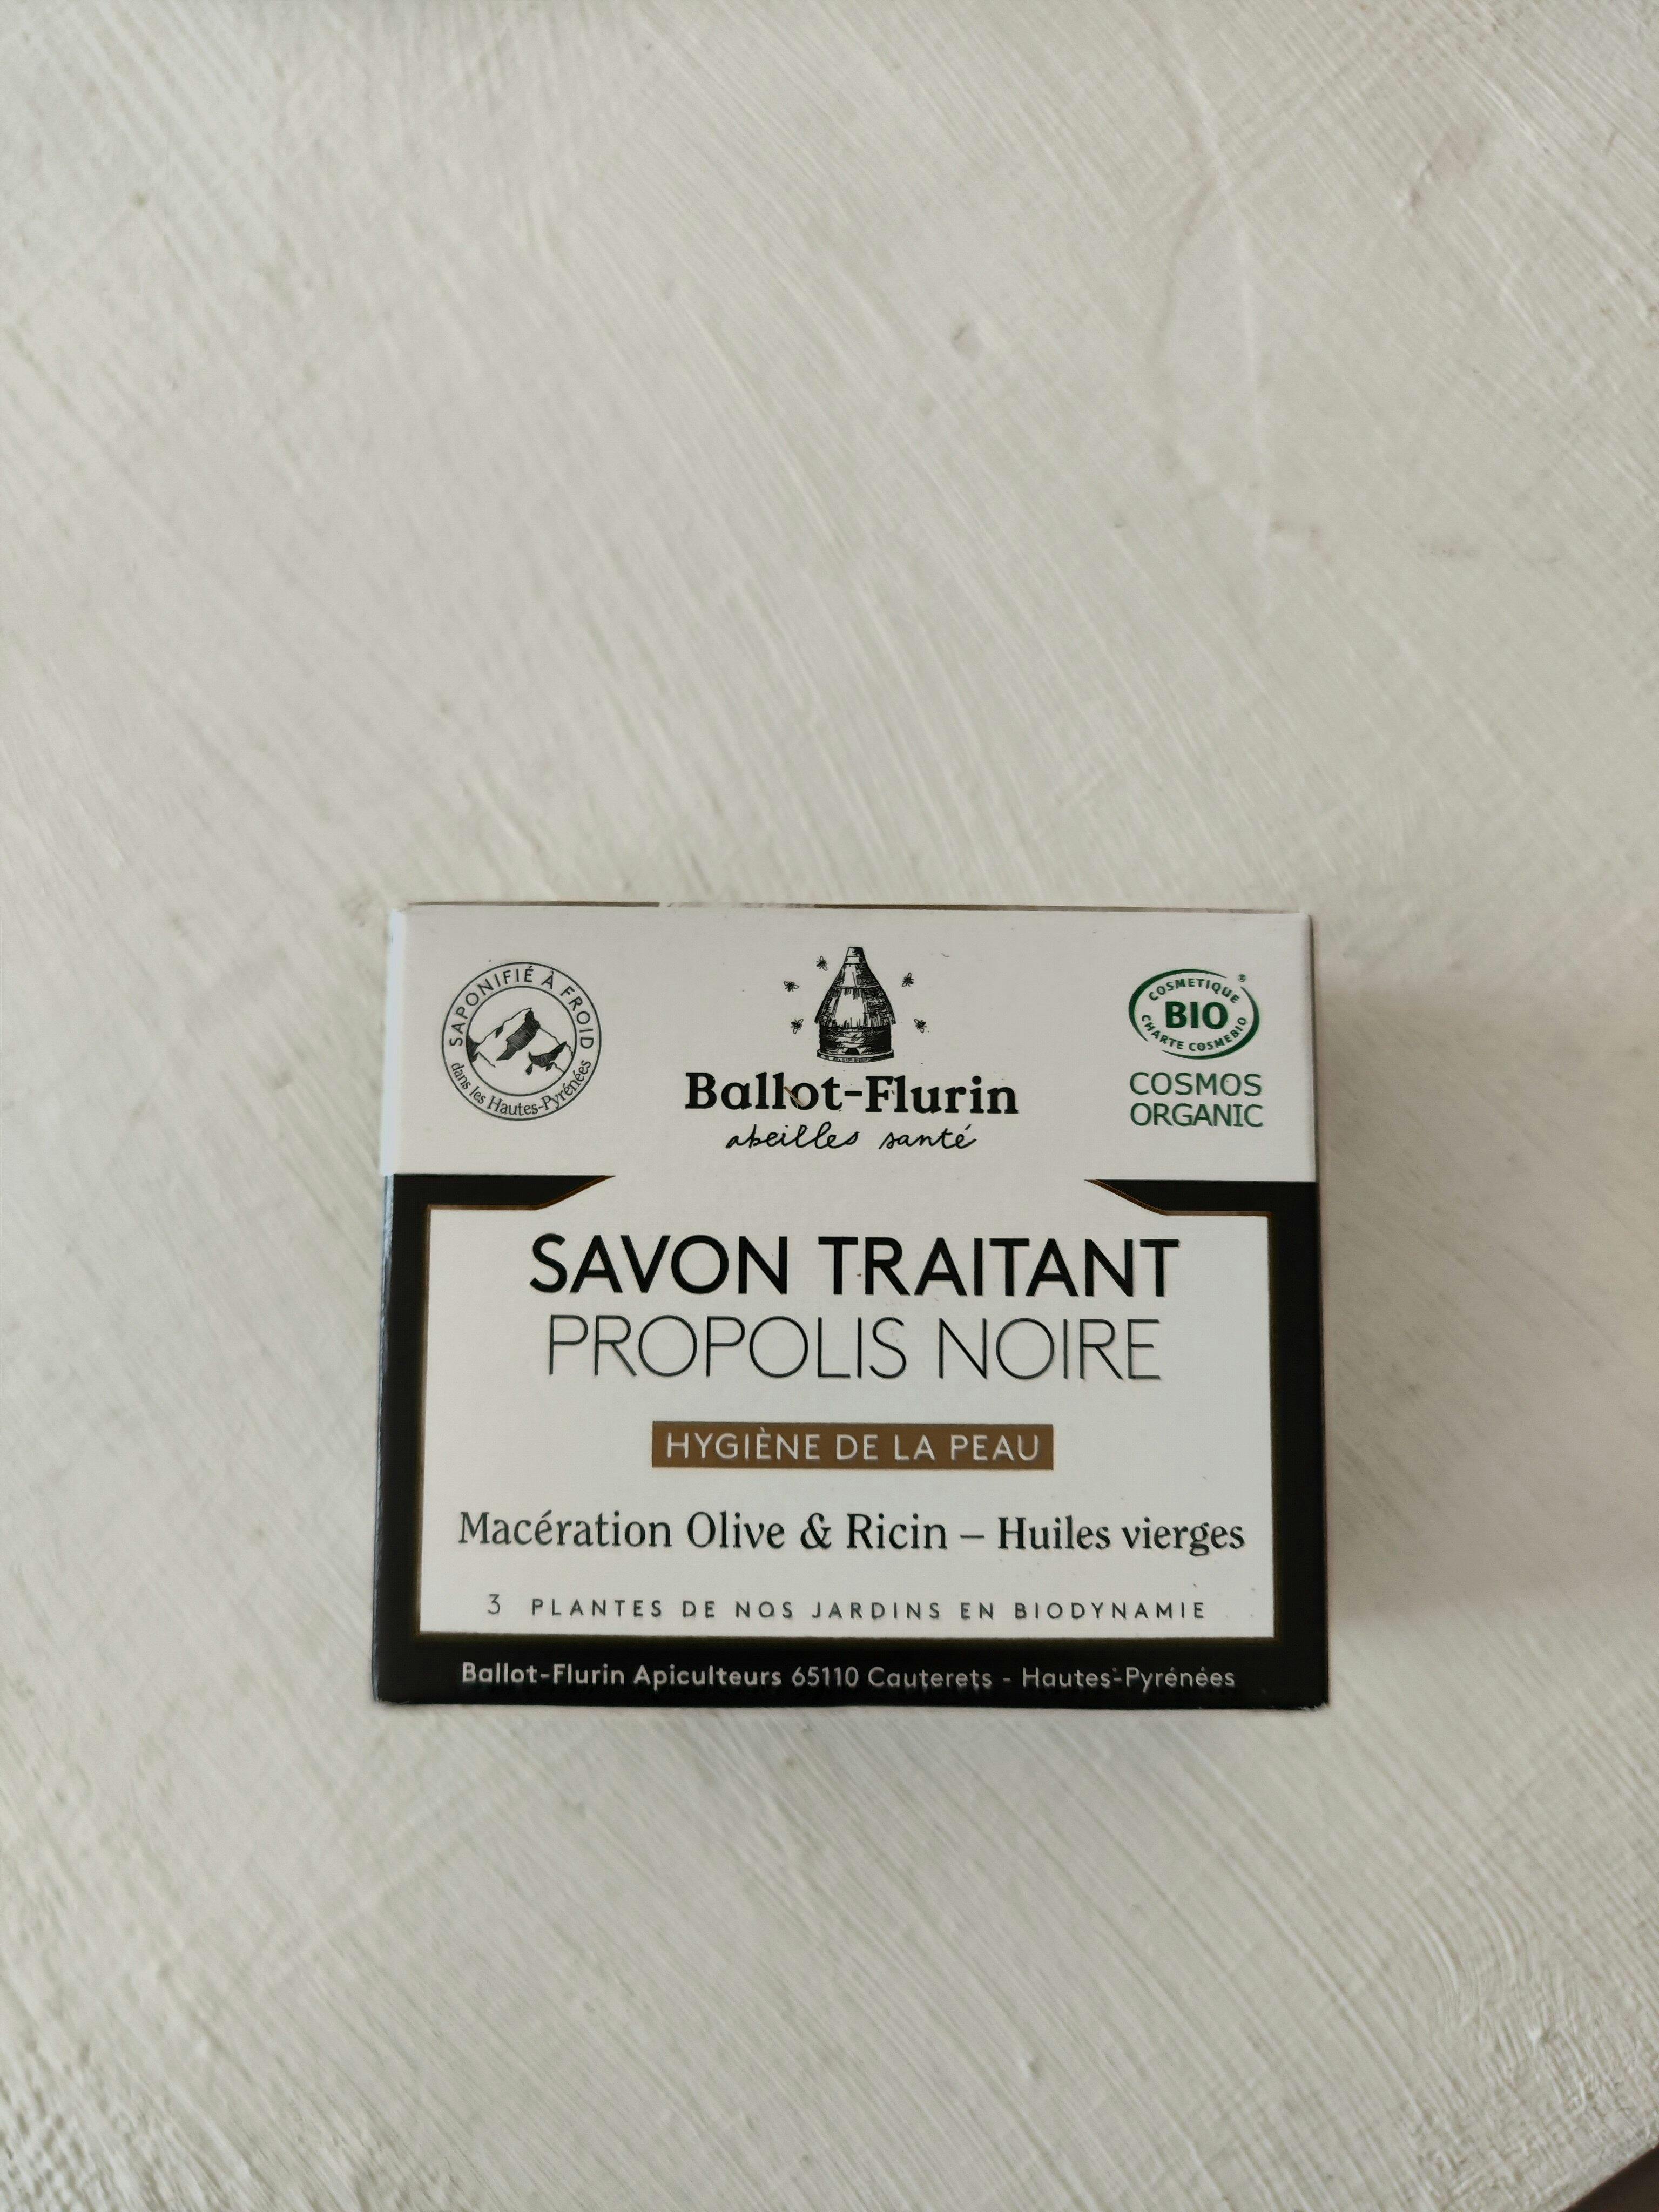 SAPONIFIÉ À FROID
dans les Hautes-Pyrénées
Ballot-Flurin
abeilles santé
COSMETIQUE
BIO
CHARTE COSMEBIO
®
COSMOS
ORGANIC
SAVON TRAITANT
PROPOLIS NOIRE
HYGIÈNE DE LA PEAU
Macération Olive & Ricin – Huiles vierges
3 PLANTES DE NOS JARDINS EN BIODYNAMIE
Ballot-Flurin Apiculteurs 65110 Cauterets - Hautes-Pyrénées